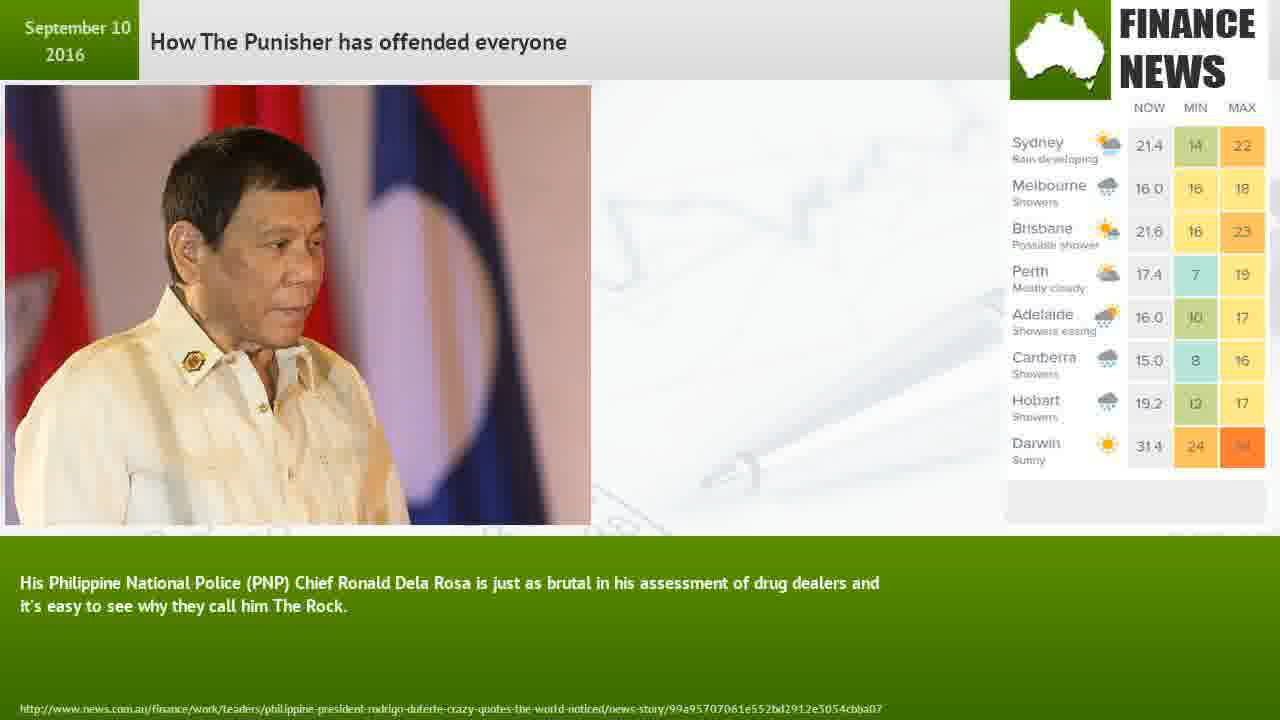 September 10
2016
How The Punisher has offended everyone
FINANCE
NEWS
NOW MIN MAX
Sydney 21.4 14 22
Rain developing
Melbourne 16.0 16 18
Showers
Brisbane 21.6 16 23
Possible shower
Perth 17.4 7 19
Mostly cloudy
Adelaide 16.0 10 17
Showers easing
Canberra 15.0 8 16
Showers
Hobart 19.2 12 17
Showers
Darwin 31.4 24
Sunny
His Philippine National Police (PNP) Chief Ronald Dela Rosa is just as brutal in his assessment of drug dealers and
it's easy to see why they call him The Rock.
http://www.news.com.au/finance/work/leaders/philippine-president-rodrigo-duterte-crazy-quotes-the-world-noticed/news-story/99a95707061e552bd2912e3054cbba07